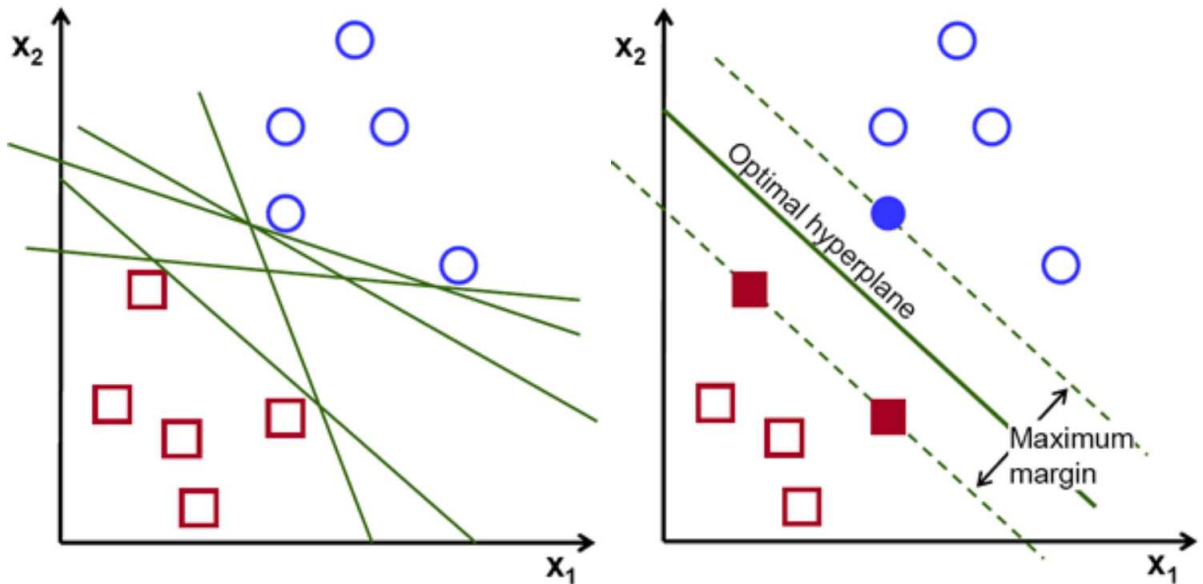 X₂
X₁
X₂
Optimal hyperplane
Maximum
margin
X₁